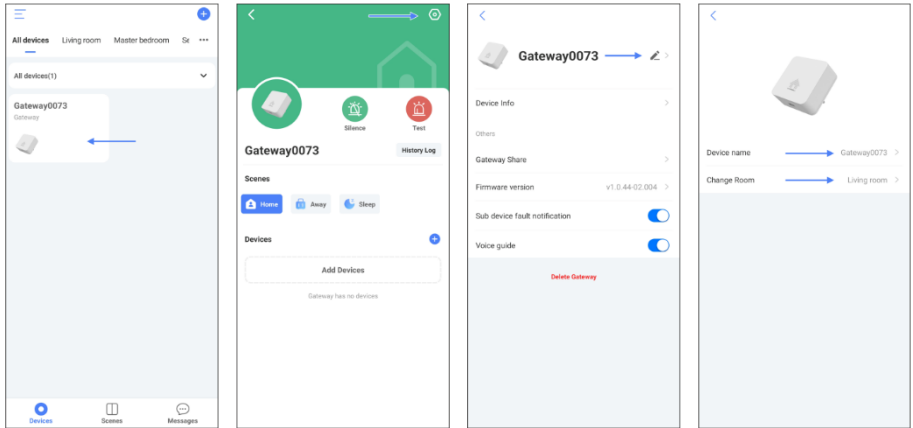 All devices Living room Master bedroom Se
All devices(1)
Gateway0073
Gateway
Devices Scenes Messages
Silence Test
Gateway0073 History Log
Scenes
Home Away Sleep
Devices
Add Devices
Gateway has no devices
Gateway0073
Device Info
Others
Gateway Share
Firmware version v1.0.44-02.004
Sub device fault notification
Voice guide
Delete Gateway
Device name Gateway0073
Change Room Living room